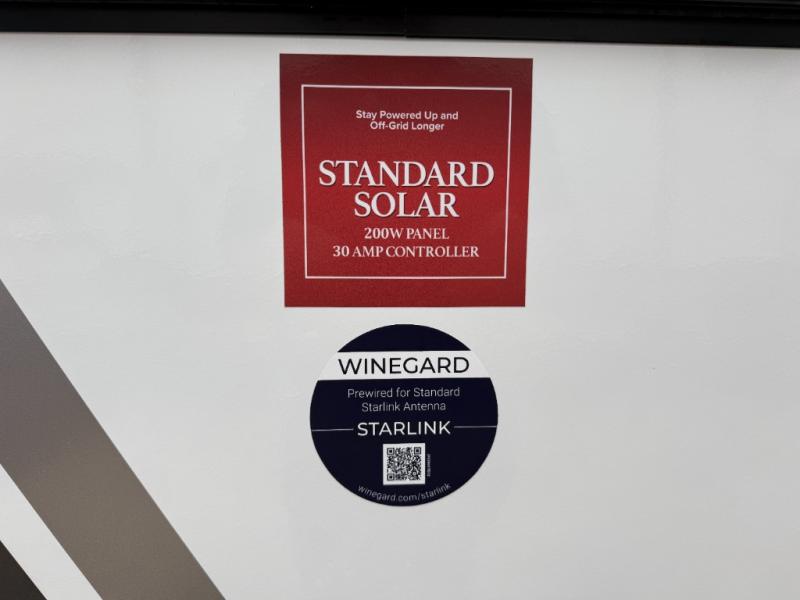 Stay Powered Up and
Off-Grid Longer
STANDARD
SOLAR
200W PANEL
30 AMP CONTROLLER
WINEGARD
Prewired for Standard
Starlink Antenna
STARLINK
winegard.com/starlink